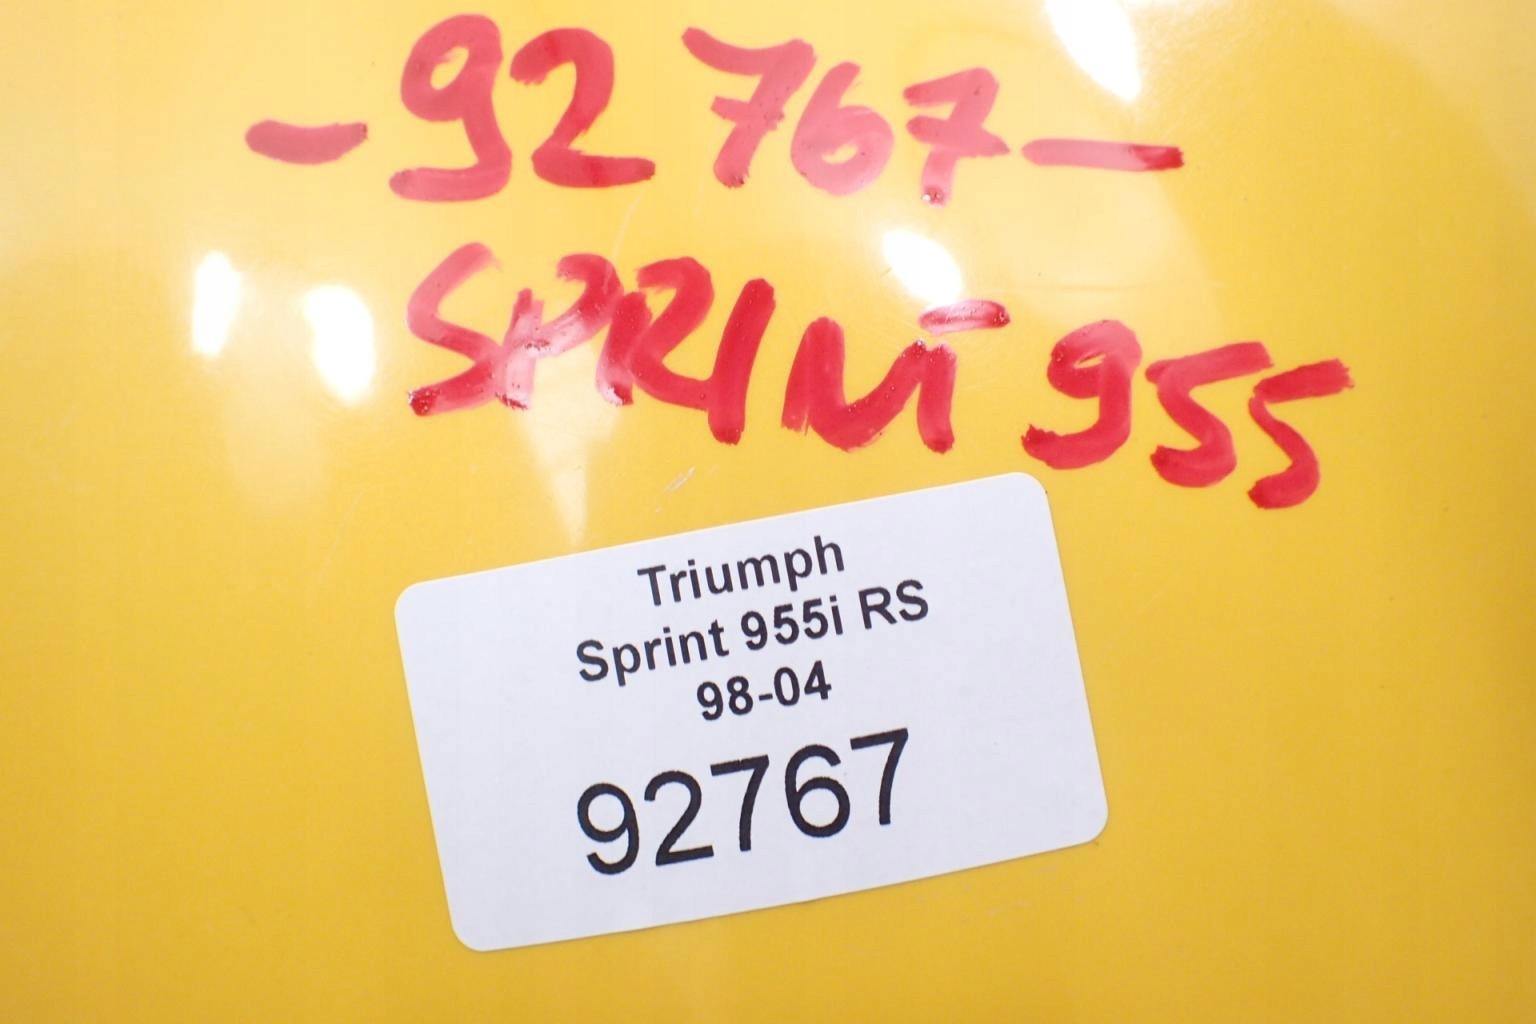 -92767-
SPRINT 955
Triumph
Sprint 955i RS
98-04
92767